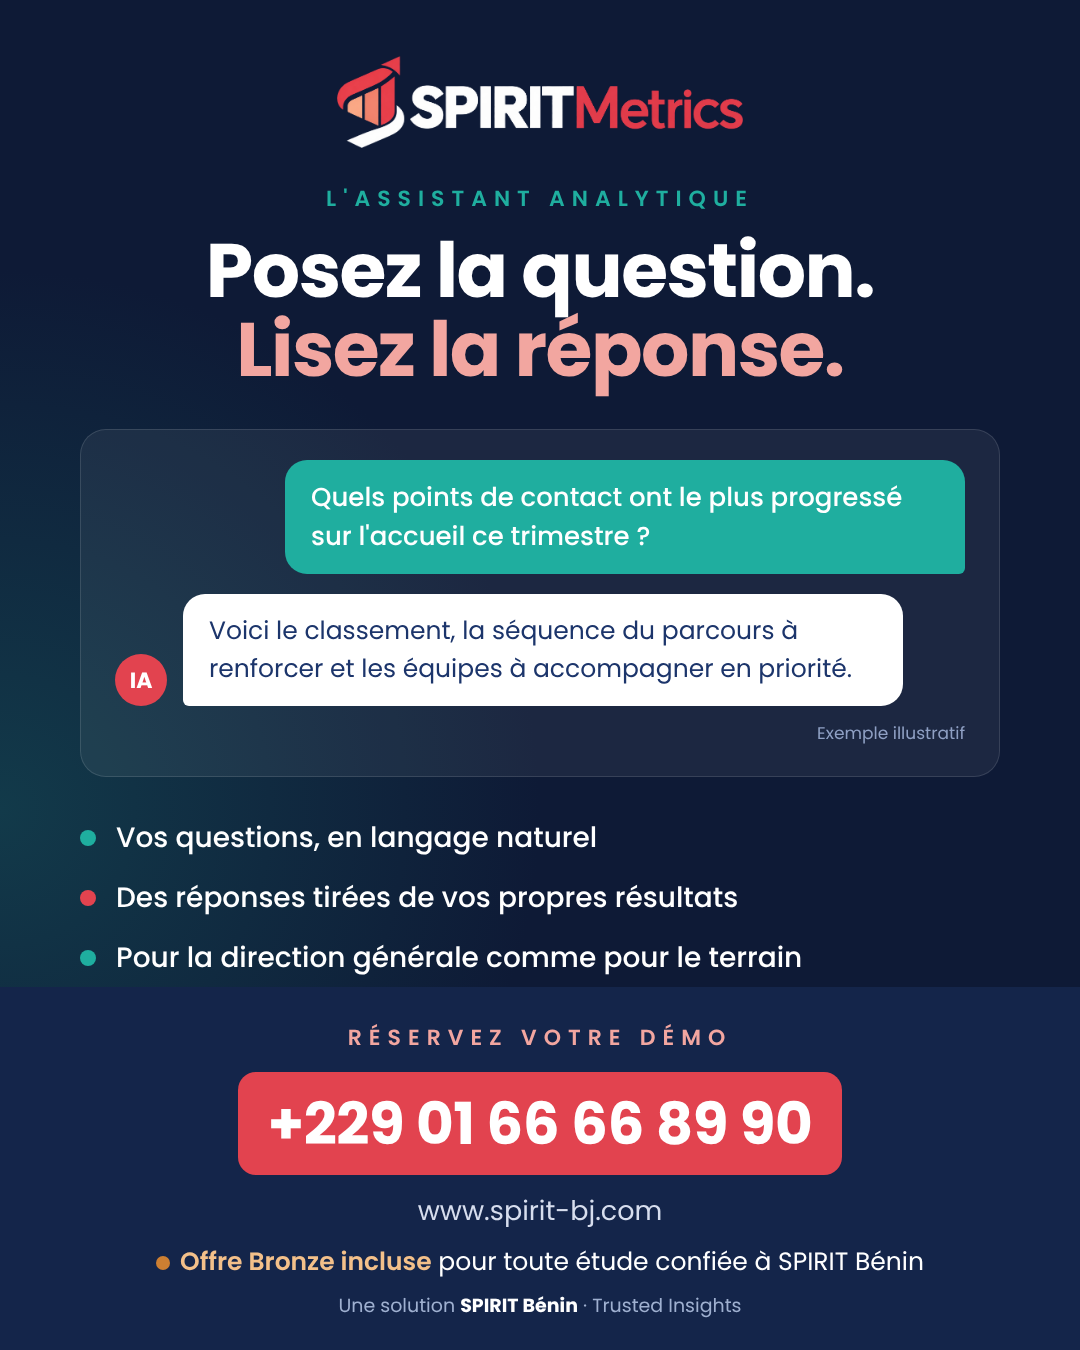 SPIRITMetrics
L'ASSISTANT ANALYTIQUE
Posez la question.
Lisez la réponse.
Quels points de contact ont le plus progressé
sur l'accueil ce trimestre ?
Voici le classement, la séquence du parcours à
renforcer et les équipes à accompagner en priorité.
IA
Exemple illustratif
Vos questions, en langage naturel
Des réponses tirées de vos propres résultats
Pour la direction générale comme pour le terrain
RÉSERVEZ VOTRE DÉMO
+229 01 66 66 89 90
www.spirit-bj.com
Offre Bronze incluse pour toute étude confiée à SPIRIT Bénin
Une solution SPIRIT Bénin · Trusted Insights